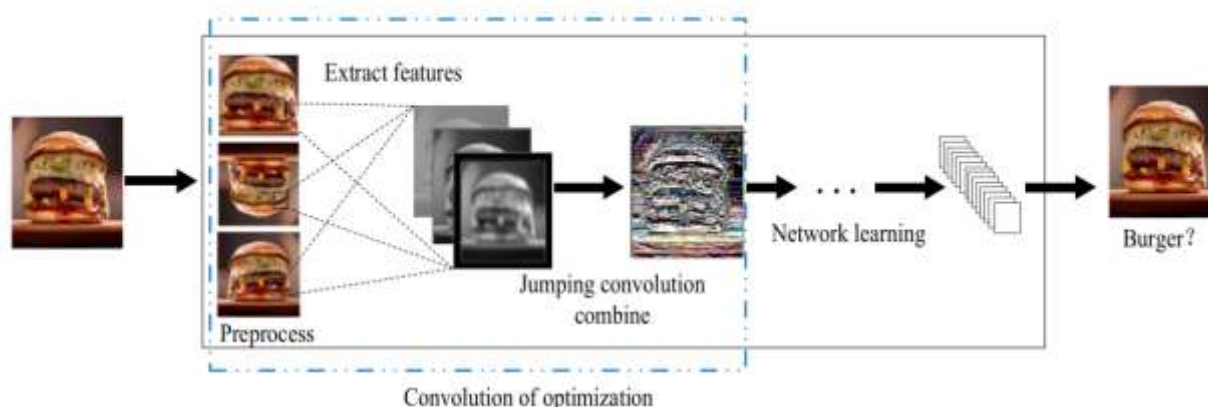 Extract features
Preprocess
Jumping convolution
combine
...
Network learning
Burger?
Convolution of optimization